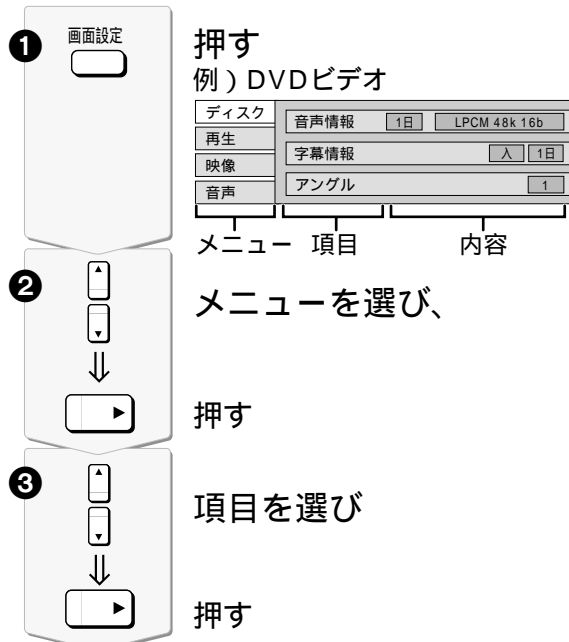 ❶ 画面設定
押す
例）DVDビデオ
ディスク
再生
映像
音声
音声情報 1日 LPCM 48k 16b
字幕情報 入 1日
アングル 1
メニュー 項目 内容
❷ メニューを選び、
押す
❸ 項目を選び
押す